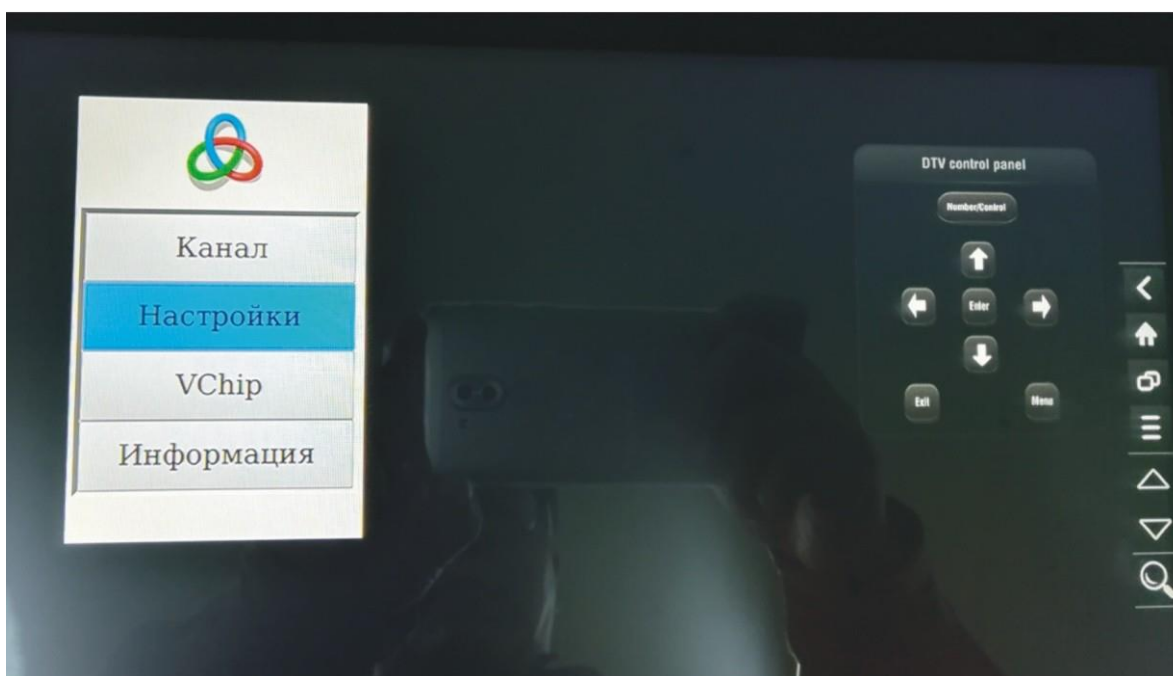 Канал
Настройки
VChip
Информация
DTV control panel
Number/Control
Enter
Exit
Menu